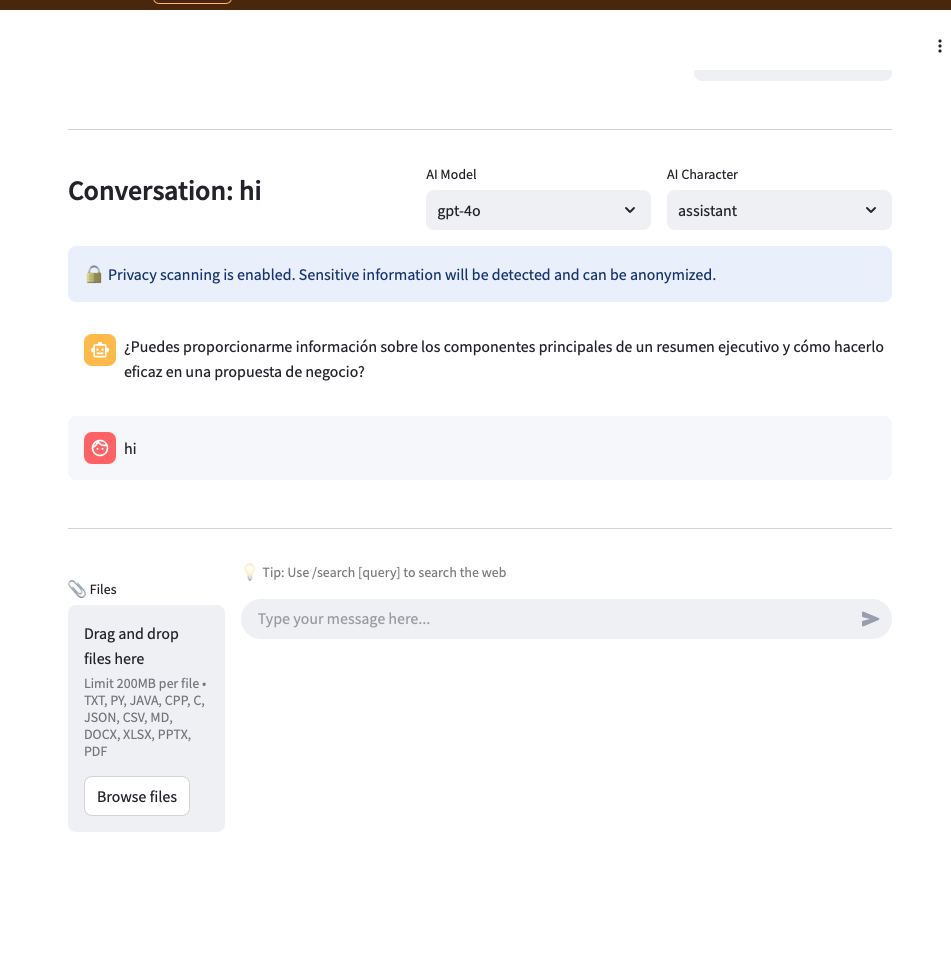 Conversation: hi
AI Model
gpt-4o
AI Character
assistant
Privacy scanning is enabled. Sensitive information will be detected and can be anonymized.
¿Puedes proporcionarme información sobre los componentes principales de un resumen ejecutivo y cómo hacerlo
eficaz en una propuesta de negocio?
hi
Files
Drag and drop
files here
Limit 200MB per file •
TXT, PY, JAVA, CPP, C,
JSON, CSV, MD,
DOCX, XLSX, PPTX,
PDF
Browse files
Tip: Use /search [query] to search the web
Type your message here...